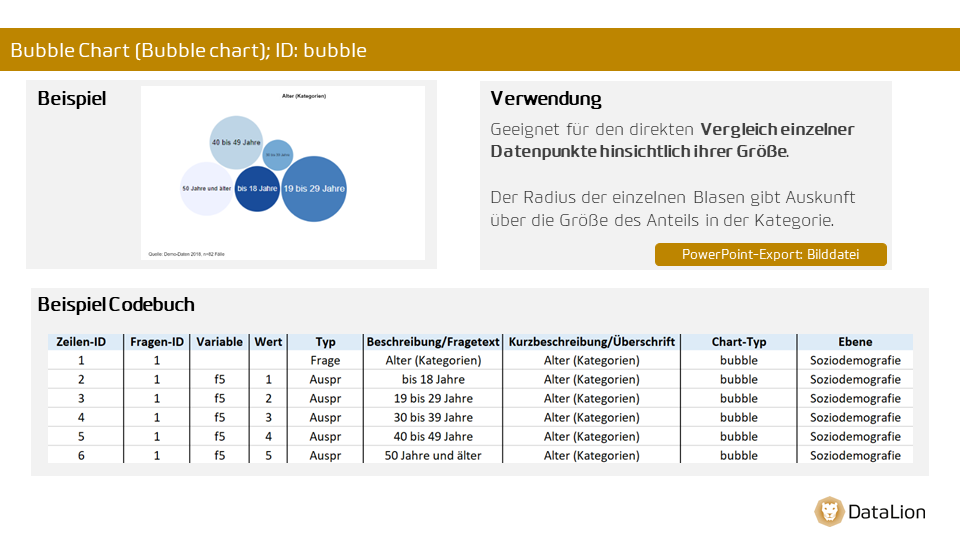 Bubble Chart (Bubble chart); ID: bubble
Beispiel
Alter (Kategorien)
40 bis 49 Jahre
30 bis 39 Jahre
50 Jahre und älter
bis 18 Jahre
19 bis 29 Jahre
Quelle: Demo-Daten 2018, n=82 Fälle
Verwendung
Geeignet für den direkten Vergleich einzelner
Datenpunkte hinsichtlich ihrer Größe.
Der Radius der einzelnen Blasen gibt Auskunft
über die Größe des Anteils in der Kategorie.
PowerPoint-Export: Bilddatei
Beispiel Codebuch
Zeilen-ID Fragen-ID Variable Wert Typ Beschreibung/Fragetext Kurzbeschreibung/Überschrift Chart-Typ Ebene
1 1 Frage Alter (Kategorien) Alter (Kategorien) bubble Soziodemografie
2 1 f5 1 Auspr bis 18 Jahre Alter (Kategorien) bubble Soziodemografie
3 1 f5 2 Auspr 19 bis 29 Jahre Alter (Kategorien) bubble Soziodemografie
4 1 f5 3 Auspr 30 bis 39 Jahre Alter (Kategorien) bubble Soziodemografie
5 1 f5 4 Auspr 40 bis 49 Jahre Alter (Kategorien) bubble Soziodemografie
6 1 f5 5 Auspr 50 Jahre und älter Alter (Kategorien) bubble Soziodemografie
DataLion